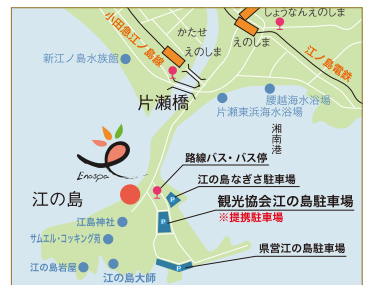 しょうなんえのしま
小田急江ノ島線
かたせ
えのしま
えのしま
新江ノ島水族館
江ノ島電鉄
片瀬橋
腰越海水浴場
片瀬東浜海水浴場
湘南港
Enospa
路線バス・バス停
江の島なぎさ駐車場
P
江の島
観光協会江の島駐車場
※提携駐車場
P
江島神社
サムエル・コッキング苑
県営江の島駐車場
江の島岩屋
江の島大師
P